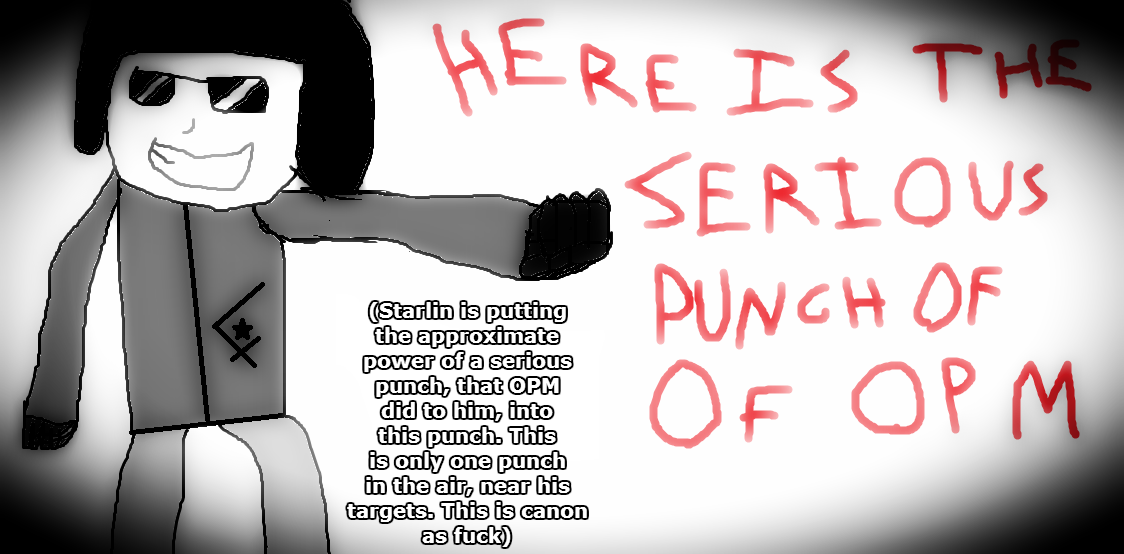 HERE IS THE
SERIOUS
PUNCH OF
OF OPM
(Starlin is putting
the approximate
power of a serious
punch, that OPM
did to him, into
this punch. This
is only one punch
in the air, near his
targets. This is canon
as fuck)